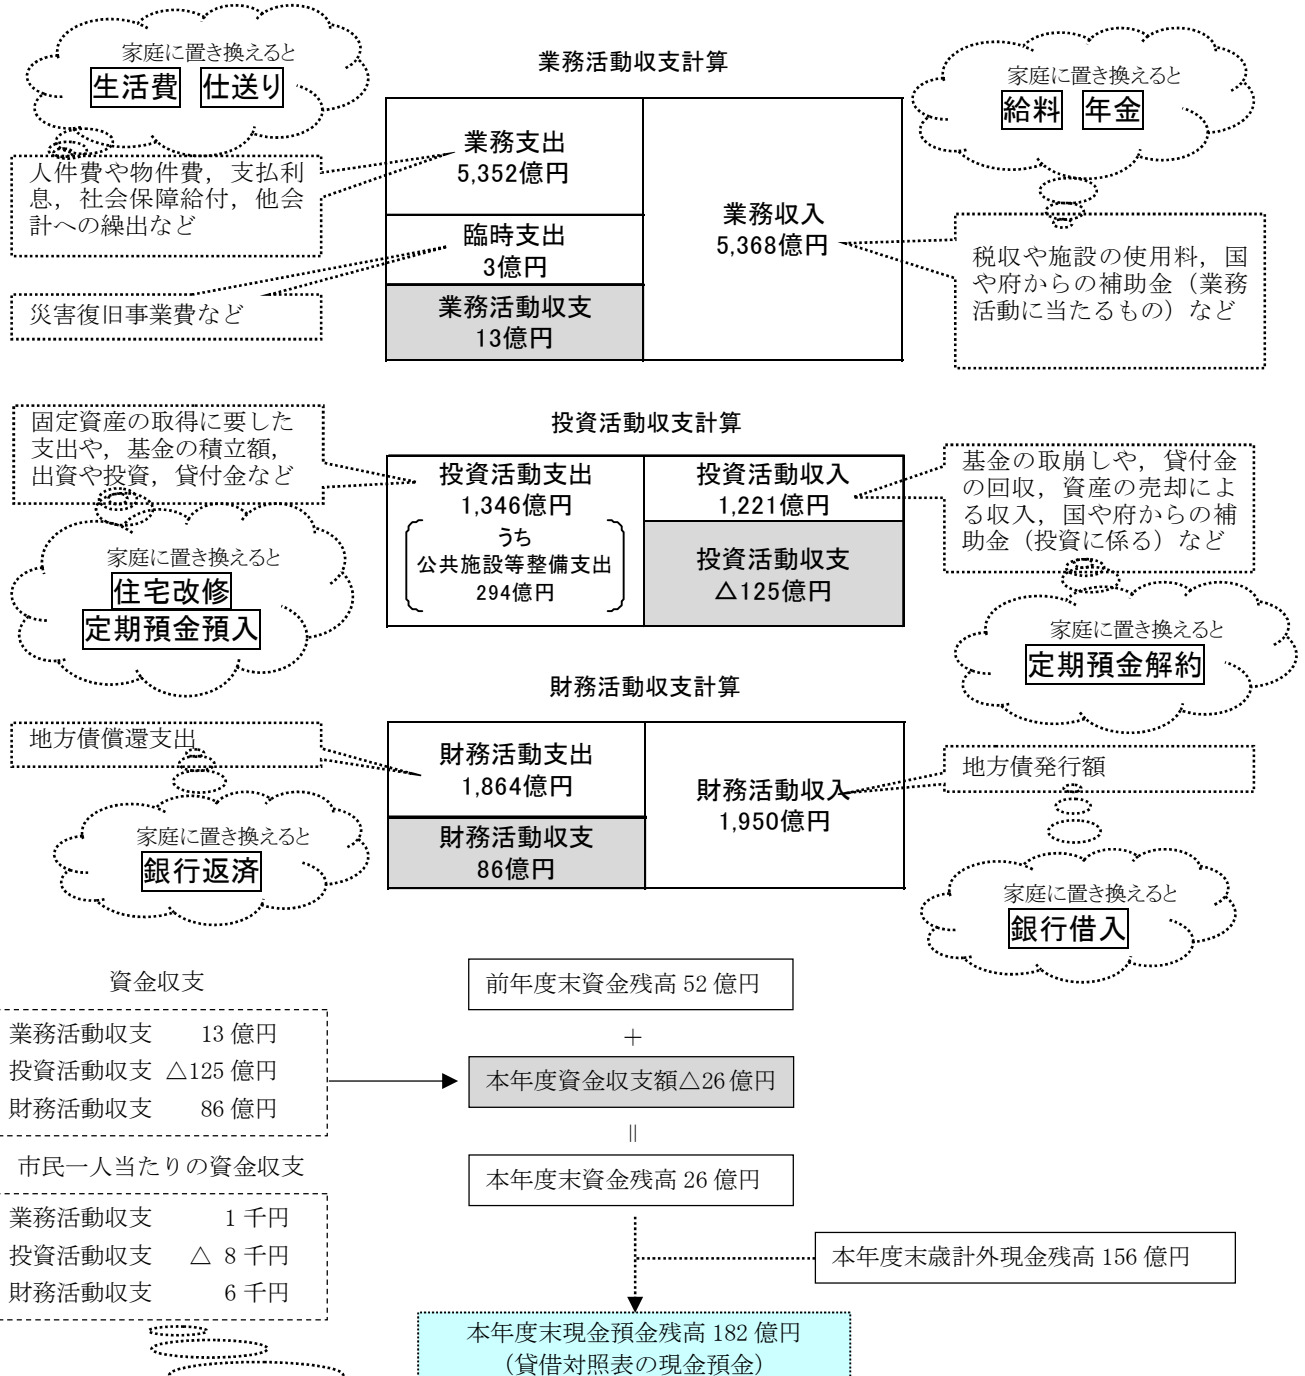 家庭に置き換えると
生活費 仕送り
業務活動収支計算
家庭に置き換えると
給料 年金
人件費や物件費，支払利
息，社会保障給付，他会
計への繰出など
災害復旧事業費など
業務支出
5,352億円
臨時支出
3億円
業務活動収支
13億円
業務収入
5,368億円
税収や施設の使用料，国
や府からの補助金（業務
活動に当たるもの）など
固定資産の取得に要した
支出や，基金の積立額，
出資や投資，貸付金など
家庭に置き換えると
住宅改修
定期預金預入
投資活動収支計算
投資活動支出
1,346億円
うち
公共施設等整備支出
294億円
投資活動収入
1,221億円
投資活動収支
△125億円
基金の取崩しや，貸付金
の回収，資産の売却によ
る収入，国や府からの補
助金（投資に係る）など
家庭に置き換えると
定期預金解約
財務活動収支計算
地方債償還支出
家庭に置き換えると
銀行返済
財務活動支出
1,864億円
財務活動収支
86億円
財務活動収入
1,950億円
地方債発行額
家庭に置き換えると
銀行借入
資金収支
業務活動収支 13 億円
投資活動収支 △125 億円
財務活動収支 86 億円
市民一人当たりの資金収支
業務活動収支 1 千円
投資活動収支 △ 8 千円
財務活動収支 6 千円
前年度末資金残高 52 億円
＋
本年度資金収支額△26 億円
＝
本年度末資金残高 26 億円
本年度末歳計外現金残高 156 億円
本年度末現金預金残高 182 億円
（貸借対照表の現金預金）